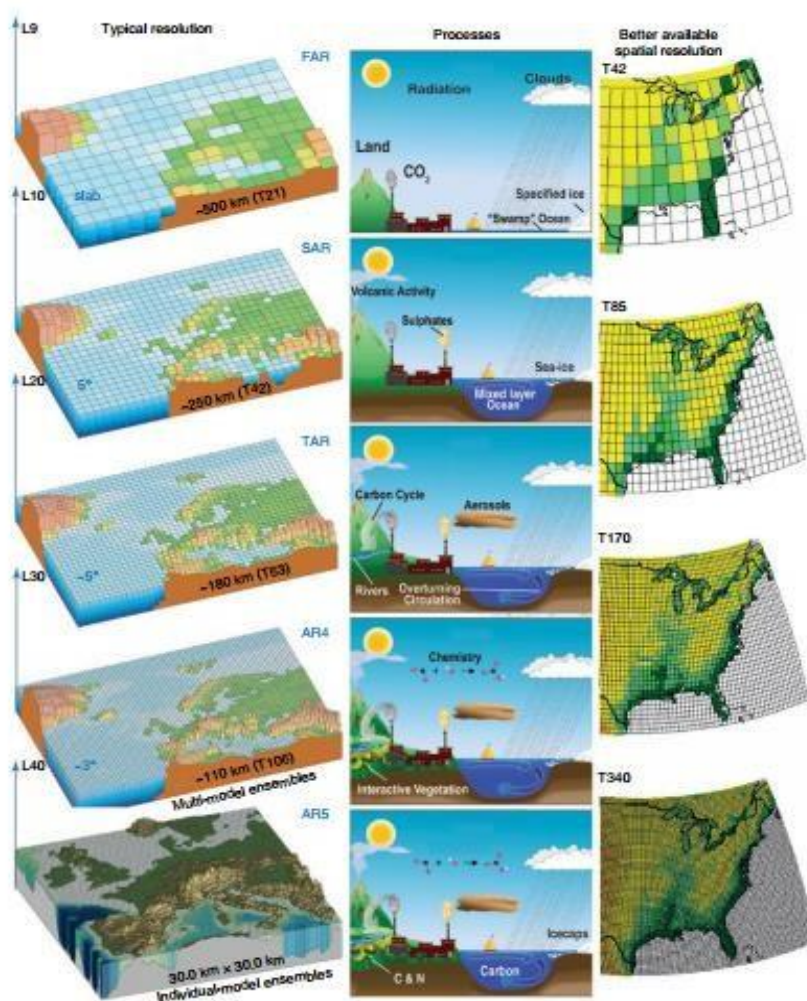 L9
Typical resolution
FAR
slab
~500 km (T21)
L10
SAR
5°
~250 km (T42)
L20
TAR
~5°
~180 km (T63)
L30
AR4
~3°
~110 km (T106)
Multi-model ensembles
L40
AR5
30.0 km × 30.0 km
Individual-model ensembles
Processes
Clouds
Radiation
Land
CO2
Specified ice
"Swamp" Ocean
Volcanic Activity
Sulphates
Sea-ice
Mixed layer
Ocean
Carbon Cycle
Aerosols
Rivers
Overturning
Circulation
Chemistry
Interactive Vegetation
Icecaps
C & N
Carbon
Better available
spatial resolution
T42
T85
T170
T340